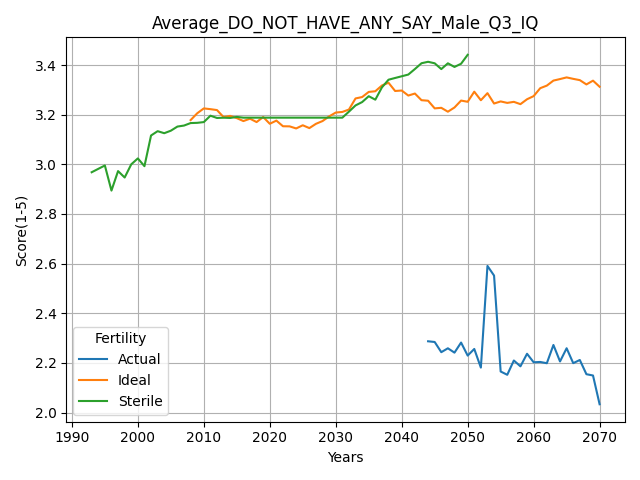 Average_DO_NOT_HAVE_ANY_SAY_Male_Q3_IQ
Score(1-5)
3.4
3.2
3.0
2.8
2.6
2.4
2.2
2.0
Fertility
Actual
Ideal
Sterile
1990 2000 2010 2020 2030 2040 2050 2060 2070
Years